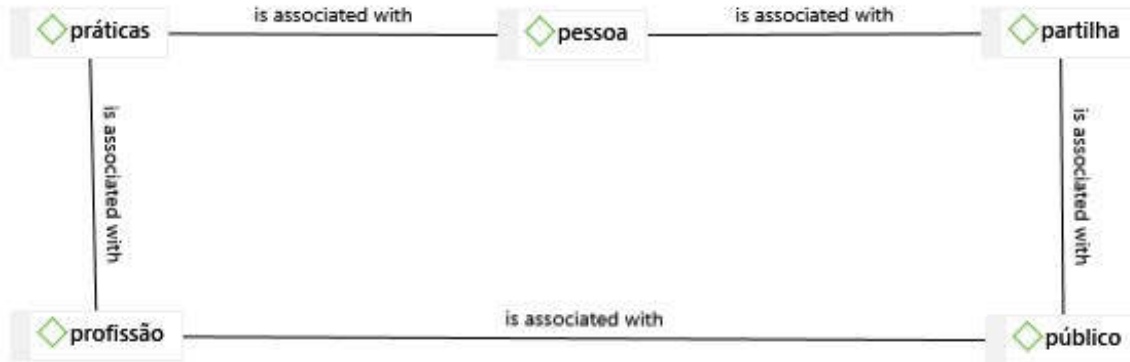 is associated with
is associated with
práticas
pessoa
partilha
is associated with
is associated with
profissão
is associated with
público